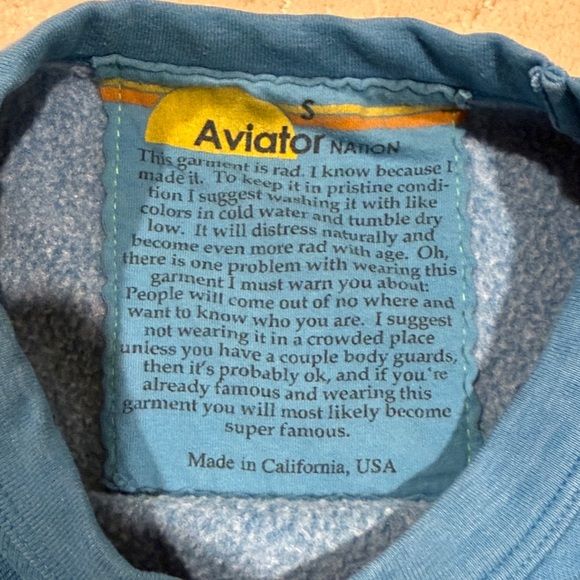 S
Aviator NATION
This garment is rad. I know because I
made it. To keep it in pristine condi-
tion I suggest washing it with like
colors in cold water and tumble dry
low. It will distress naturally and
become even more rad with age. Oh,
there is one problem with wearing this
garment I must warn you about:
People will come out of no where and
want to know who you are. I suggest
not wearing it in a crowded place
unless you have a couple body guards,
then it's probably ok, and if you're
already famous and wearing this
garment you will most likely become
super famous.
Made in California, USA